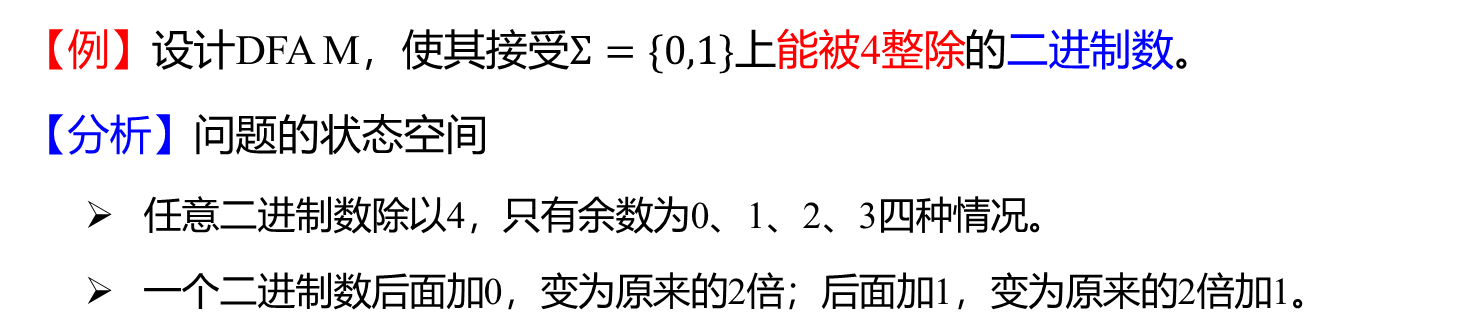 【例】设计DFA M，使其接受Σ = {0,1}上能被4整除的二进制数。
【分析】问题的状态空间
➢ 任意二进制数除以4，只有余数为0、1、2、3四种情况。
➢ 一个二进制数后面加0，变为原来的2倍；后面加1，变为原来的2倍加1。